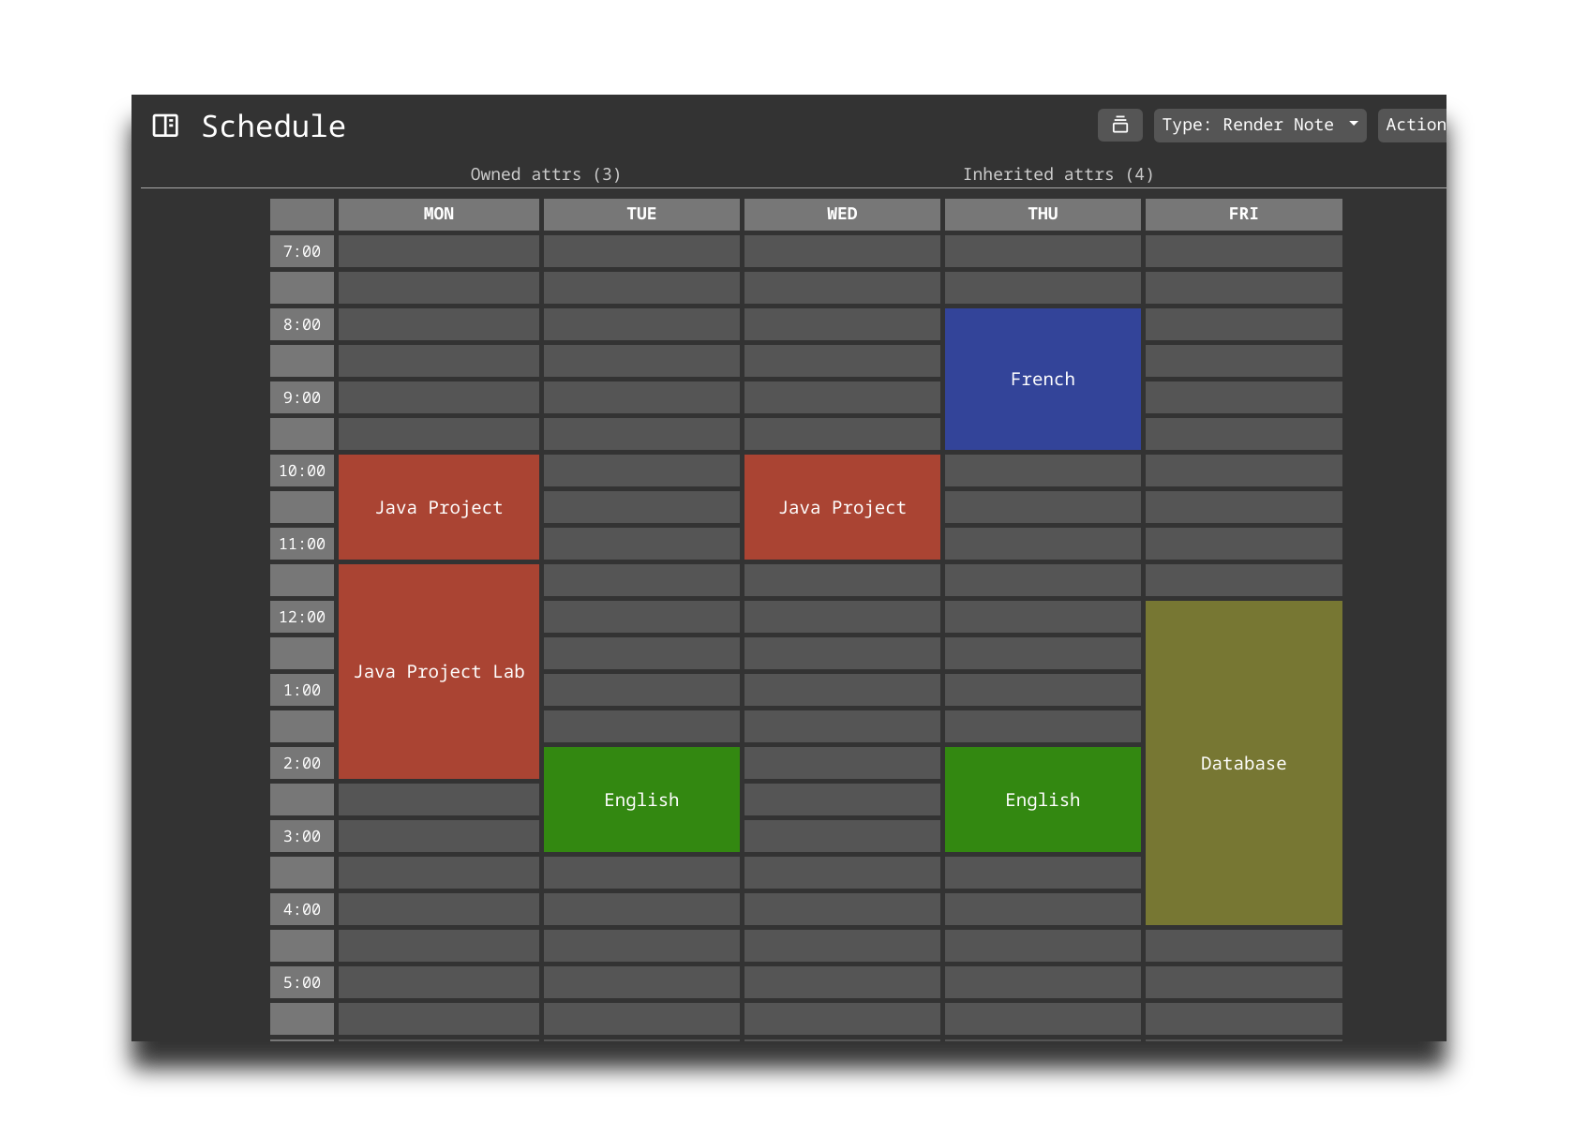 Schedule
Type: Render Note
Action
Owned attrs (3)
Inherited attrs (4)
MON TUE WED THU FRI
7:00
8:00
French
9:00
10:00
Java Project Java Project
11:00
12:00
Java Project Lab
1:00
2:00
Database
English English
3:00
4:00
5:00